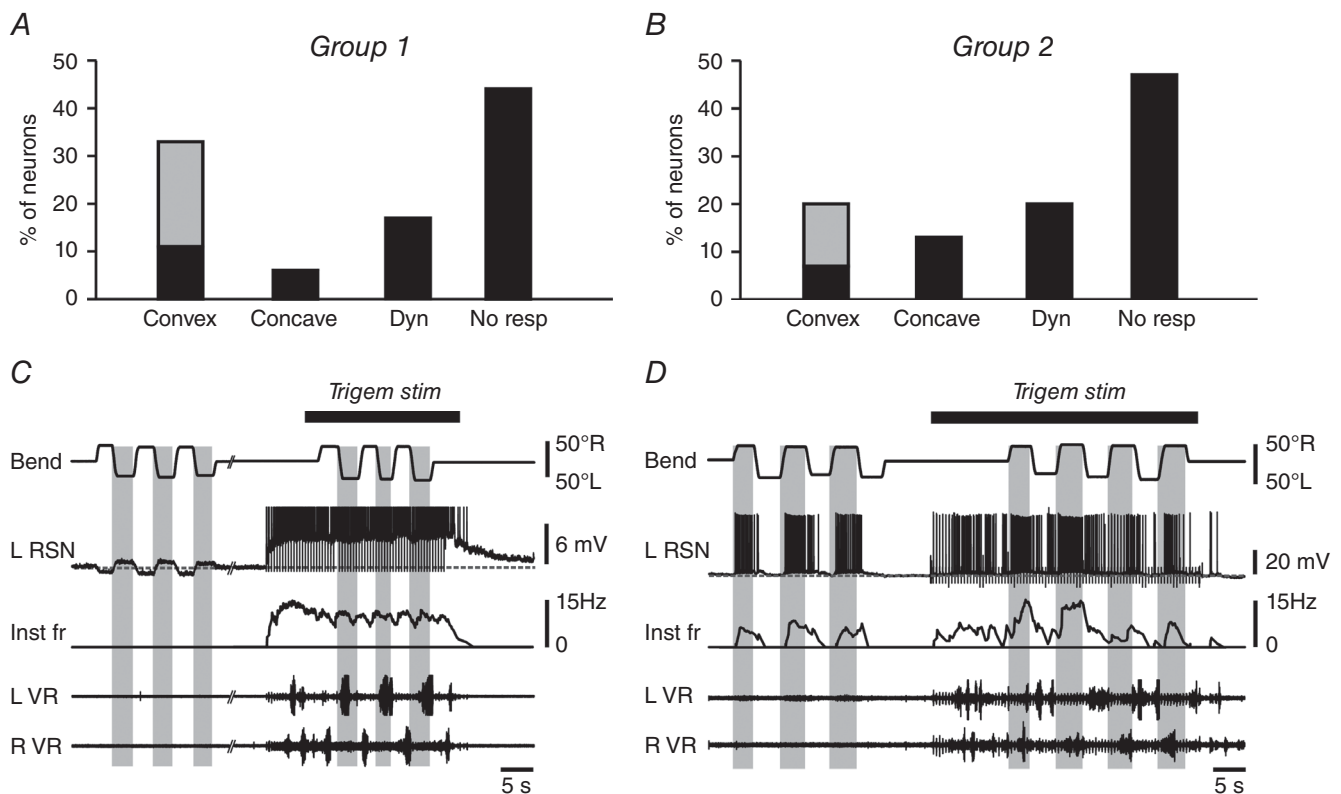 A
Group 1
% of neurons
50
40
30
20
10
0
Convex Concave Dyn No resp
B
Group 2
% of neurons
50
40
30
20
10
0
Convex Concave Dyn No resp
C
Trigem stim
Bend
50°R
50°L
L RSN
6 mV
Inst fr
15Hz
0
L VR
R VR
5 s
D
Trigem stim
Bend
50°R
50°L
L RSN
20 mV
Inst fr
15Hz
0
L VR
R VR
5 s